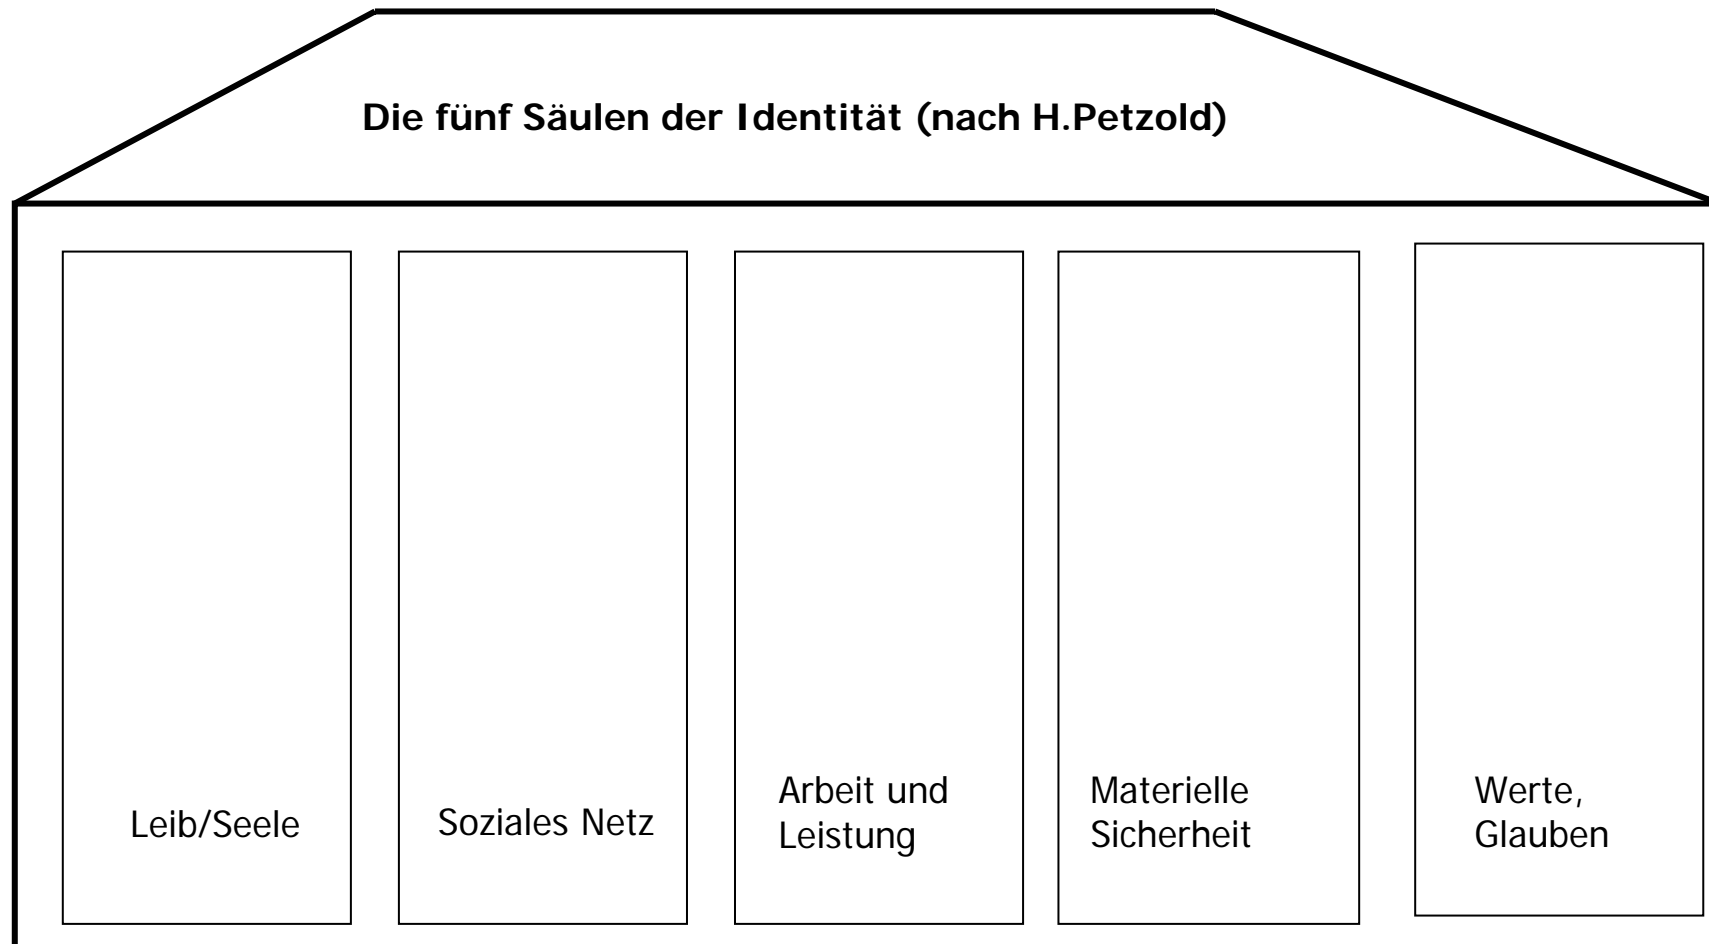 Die fünf Säulen der Identität (nach H.Petzold)
Leib/Seele
Soziales Netz
Arbeit und
Leistung
Materielle
Sicherheit
Werte,
Glauben